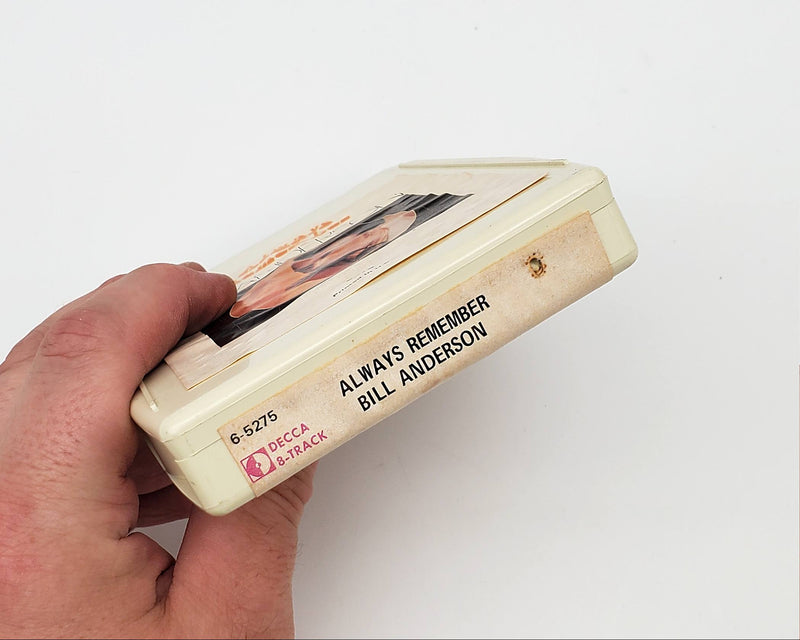 ALWAYS REMEMBER
BILL ANDERSON
6-5275
DECCA
8-TRACK